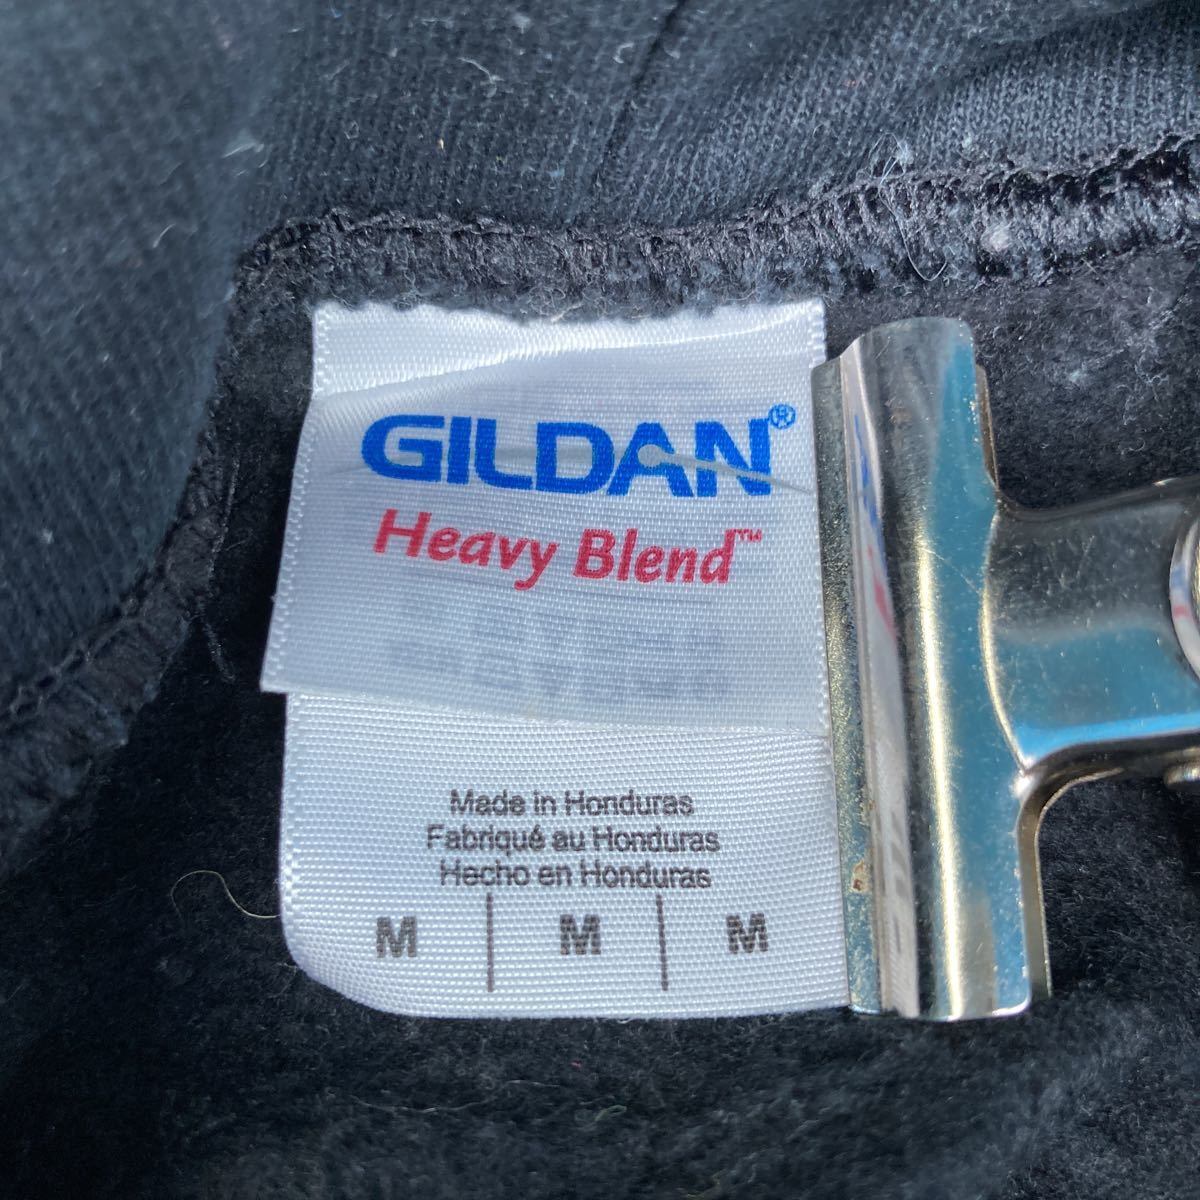 GILDAN®
Heavy Blend™
Made in Honduras
Fabriqué au Honduras
Hecho en Honduras
M | M | M